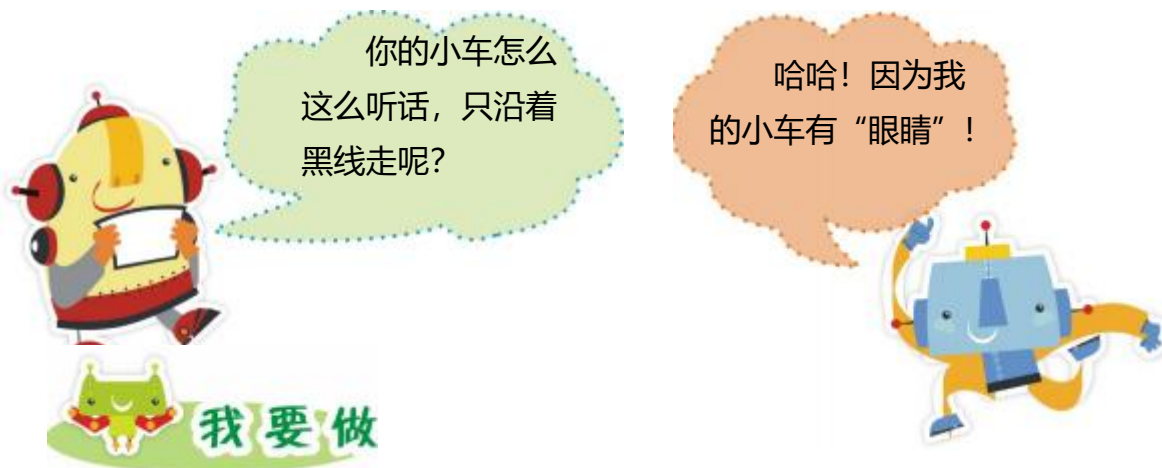 你的小车怎么
这么听话，只沿着
黑线走呢？
哈哈！因为我
的小车有“眼睛”！
我要做